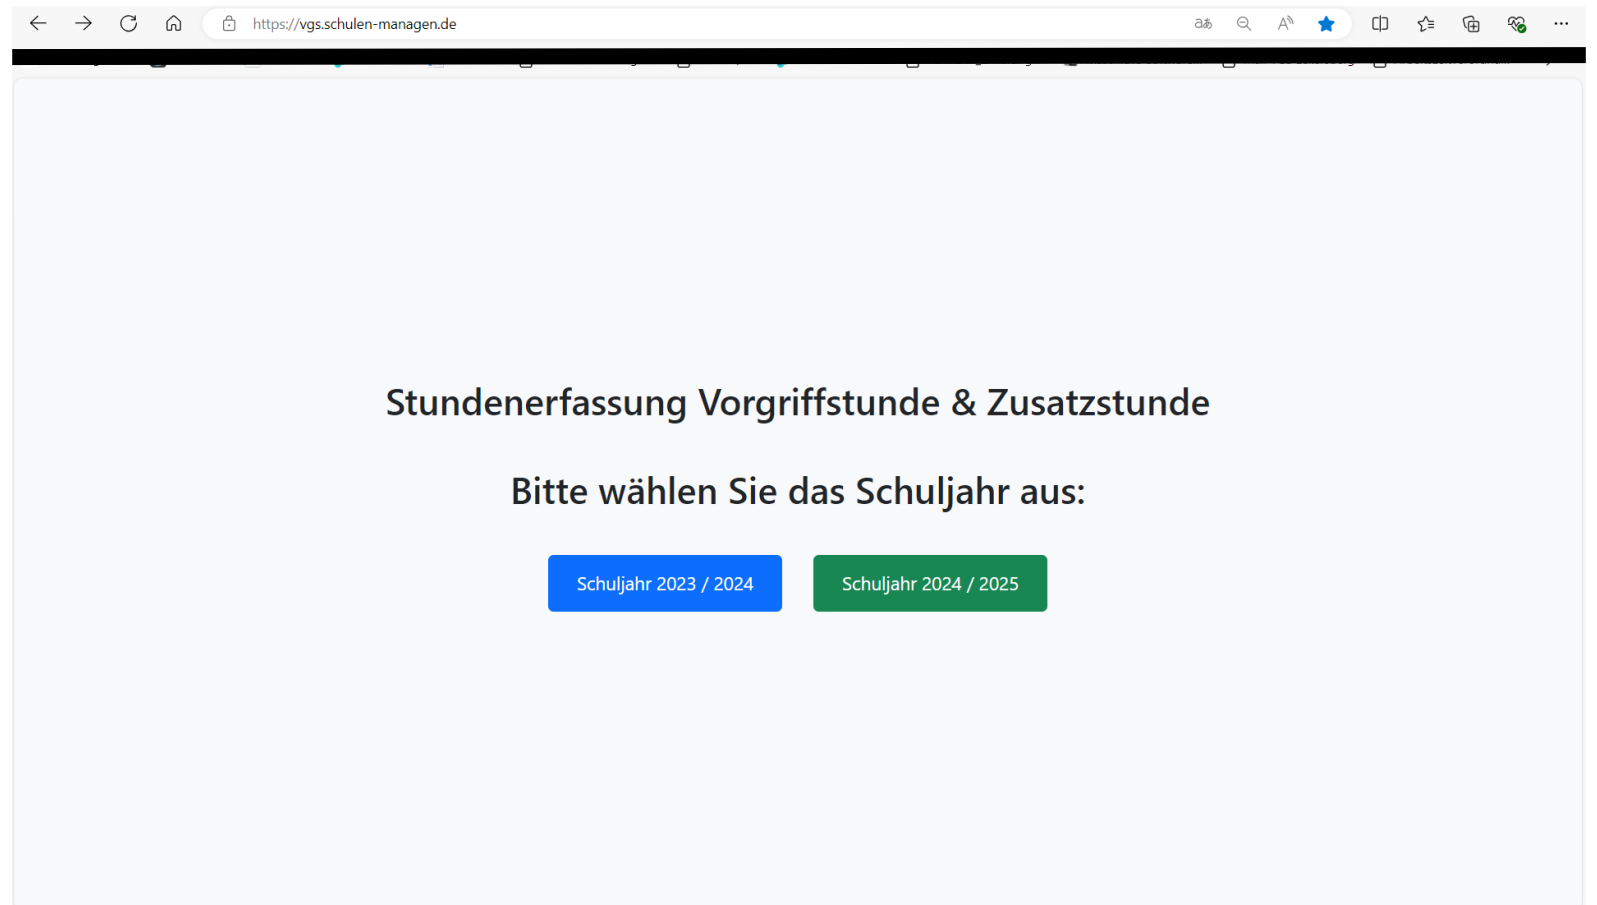 https://vgs.schulen-managen.de
Stundenerfassung Vorgriffstunde & Zusatzstunde
Bitte wählen Sie das Schuljahr aus:
Schuljahr 2023 / 2024
Schuljahr 2024 / 2025